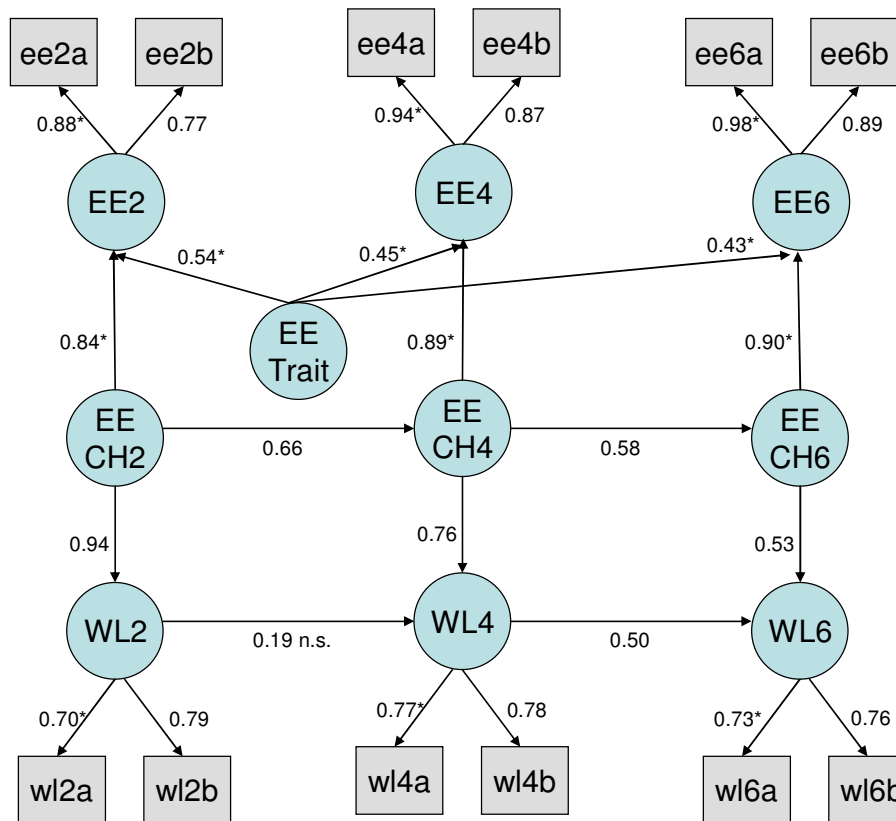 ee2a
ee2b
ee4a
ee4b
ee6a
ee6b
0.88*
0.77
0.94*
0.87
0.98*
0.89
EE2
EE4
EE6
0.54*
0.45*
0.43*
EE
Trait
0.84*
0.89*
0.90*
EE
CH2
EE
CH4
EE
CH6
0.66
0.58
0.94
0.76
0.53
WL2
WL4
WL6
0.19 n.s.
0.50
0.70*
0.79
0.77*
0.78
0.73*
0.76
wl2a
wl2b
wl4a
wl4b
wl6a
wl6b